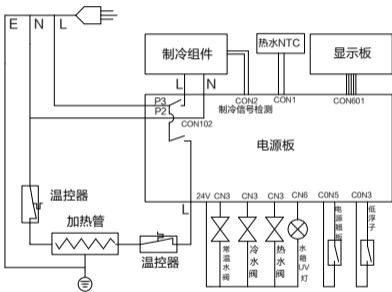 E N L
制冷组件
热水NTC
显示板
L N
CON2 CON1 CON601
制冷信号检测
P3
P2
CON102
电源板
温控器
加热管
温控器
L
24V CN3 CN3 CN3 CN6 CON5 CON3
常温水阀
冷水阀
热水阀
水箱UV灯
电源翘板
低浮子